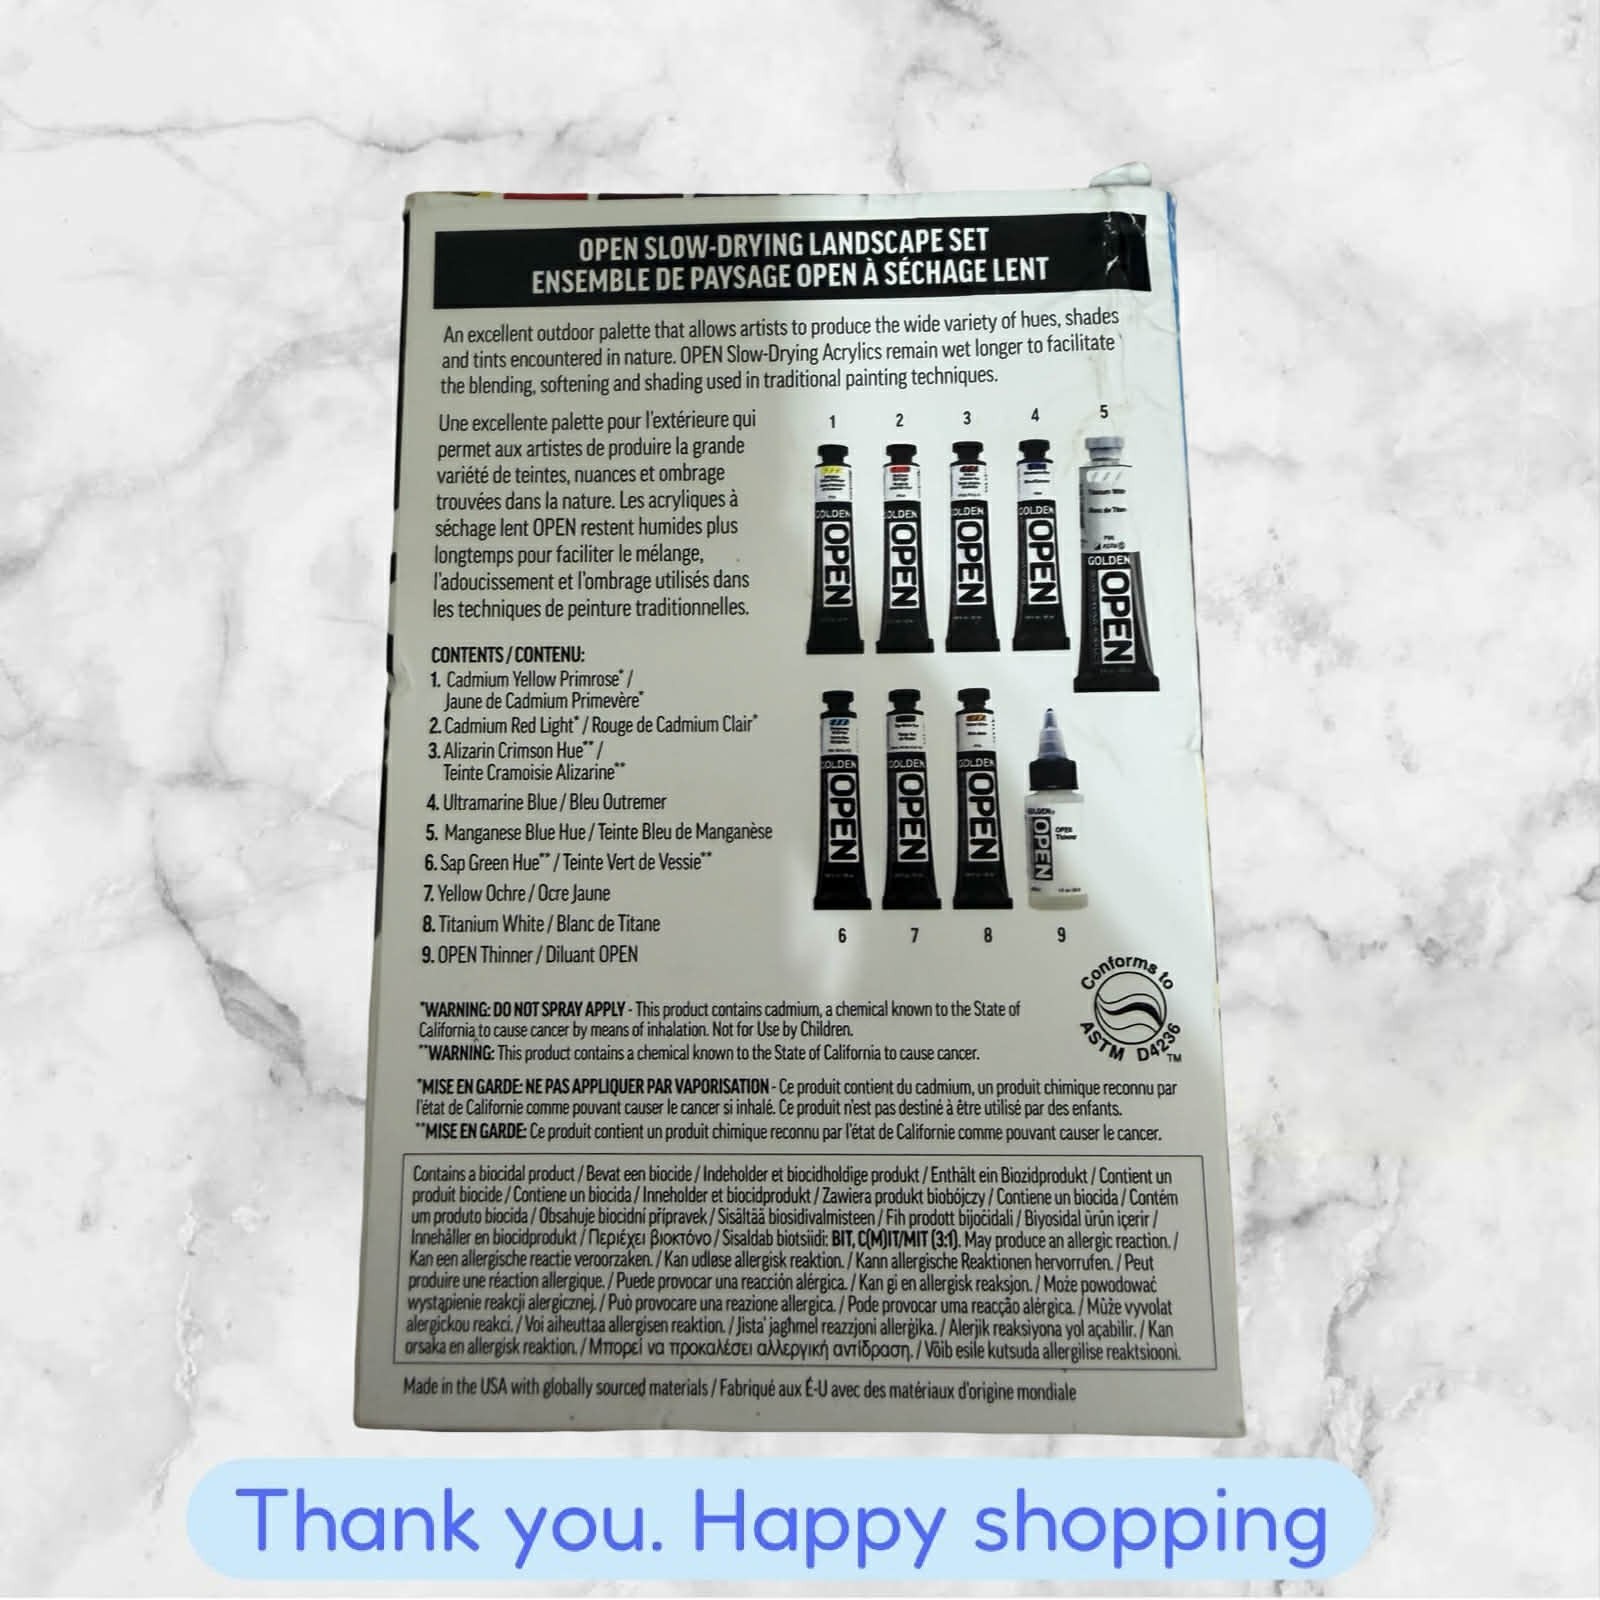 OPEN SLOW-DRYING LANDSCAPE SET
ENSEMBLE DE PAYSAGE OPEN À SÉCHAGE LENT
An excellent outdoor palette that allows artists to produce the wide variety of hues, shades
and tints encountered in nature. OPEN Slow-Drying Acrylics remain wet longer to facilitate
the blending, softening and shading used in traditional painting techniques.
Une excellente palette pour l'extérieure qui
permet aux artistes de produire la grande
variété de teintes, nuances et ombrage
trouvées dans la nature. Les acryliques à
séchage lent OPEN restent humides plus
longtemps pour faciliter le mélange,
l'adoucissement et l'ombrage utilisés dans
les techniques de peinture traditionnelles.
1 2 3 4 5
GOLDEN OPEN
GOLDEN OPEN
GOLDEN OPEN
GOLDEN OPEN
Titanium White
GOLDEN OPEN
CONTENTS / CONTENU:
1. Cadmium Yellow Primrose* /
Jaune de Cadmium Primevère*
2. Cadmium Red Light* / Rouge de Cadmium Clair*
3. Alizarin Crimson Hue** /
Teinte Cramoisie Alizarine**
4. Ultramarine Blue / Bleu Outremer
5. Manganese Blue Hue / Teinte Bleu de Manganèse
6. Sap Green Hue** / Teinte Vert de Vessie**
7. Yellow Ochre / Ocre Jaune
8. Titanium White / Blanc de Titane
9. OPEN Thinner / Diluant OPEN
GOLDEN OPEN
GOLDEN OPEN
GOLDEN OPEN
GOLDEN OPEN
OPEN
Thinner
6 7 8 9
Conforms to
ASTM D4236
TM
*WARNING: DO NOT SPRAY APPLY - This product contains cadmium, a chemical known to the State of
California to cause cancer by means of inhalation. Not for Use by Children.
**WARNING: This product contains a chemical known to the State of California to cause cancer.
*MISE EN GARDE: NE PAS APPLIQUER PAR VAPORISATION - Ce produit contient du cadmium, un produit chimique reconnu par
l'état de Californie comme pouvant causer le cancer si inhalé. Ce produit n'est pas destiné à être utilisé par des enfants.
**MISE EN GARDE: Ce produit contient un produit chimique reconnu par l'état de Californie comme pouvant causer le cancer.
Contains a biocidal product / Bevat een biocide / Indeholder et biocidholdige produkt / Enthält ein Biozidprodukt / Contient un
produit biocide / Contiene un biocida / Inneholder et biocidprodukt / Zawiera produkt biobójczy / Contiene un biocida / Contém
um produto biocida / Obsahuje biocidní přípravek / Sisältää biosidivalmisteen / Fih prodott bijoċidali / Biyosidal ürün içerir /
Innehåller en biocidprodukt / Περιέχει βιοκτόνο / Sisaldab biotsiidi: BIT, C(M)IT/MIT (3:1). May produce an allergic reaction. /
Kan een allergische reactie veroorzaken. / Kan udløse allergisk reaktion. / Kann allergische Reaktionen hervorrufen. / Peut
produire une réaction allergique. / Puede provocar una reacción alérgica. / Kan gi en allergisk reaksjon. / Może powodować
wystąpienie reakcji alergicznej. / Può provocare una reazione allergica. / Pode provocar uma reacção alérgica. / Může vyvolat
alergickou reakci. / Voi aiheuttaa allergisen reaktion. / Jista' jagħmel reazzjoni allerġika. / Alerjik reaksiyona yol açabilir. / Kan
orsaka en allergisk reaktion. / Μπορεί να προκαλέσει αλλεργική αντίδραση. / Võib esile kutsuda allergilise reaktsiooni.
Made in the USA with globally sourced materials / Fabriqué aux É-U avec des matériaux d'origine mondiale
Thank you. Happy shopping